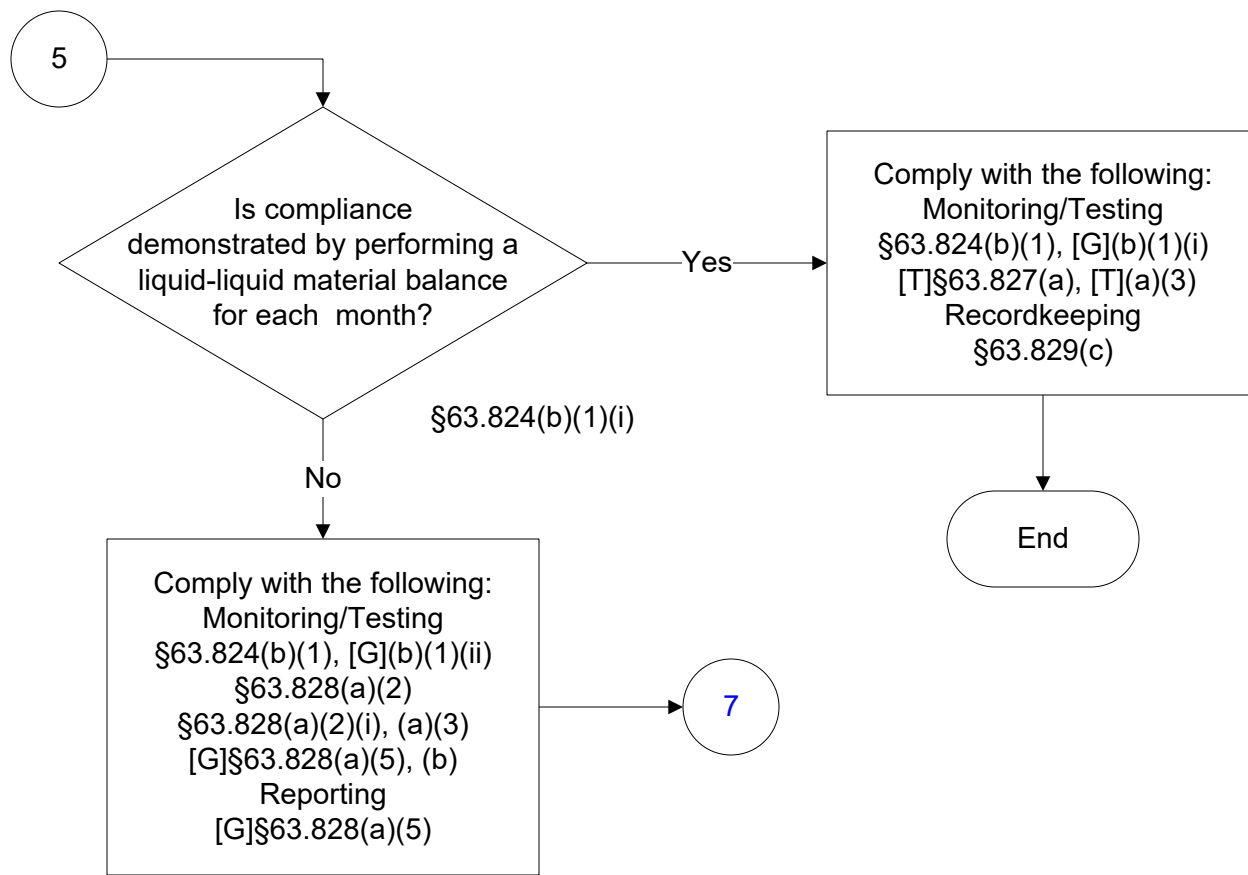 5
Is compliance
demonstrated by performing a
liquid-liquid material balance
for each month?
Yes
Comply with the following:
Monitoring/Testing
§63.824(b)(1), [G](b)(1)(i)
[T]§63.827(a), [T](a)(3)
Recordkeeping
§63.829(c)
§63.824(b)(1)(i)
No
End
Comply with the following:
Monitoring/Testing
§63.824(b)(1), [G](b)(1)(ii)
§63.828(a)(2)
§63.828(a)(2)(i), (a)(3)
[G]§63.828(a)(5), (b)
Reporting
[G]§63.828(a)(5)
7